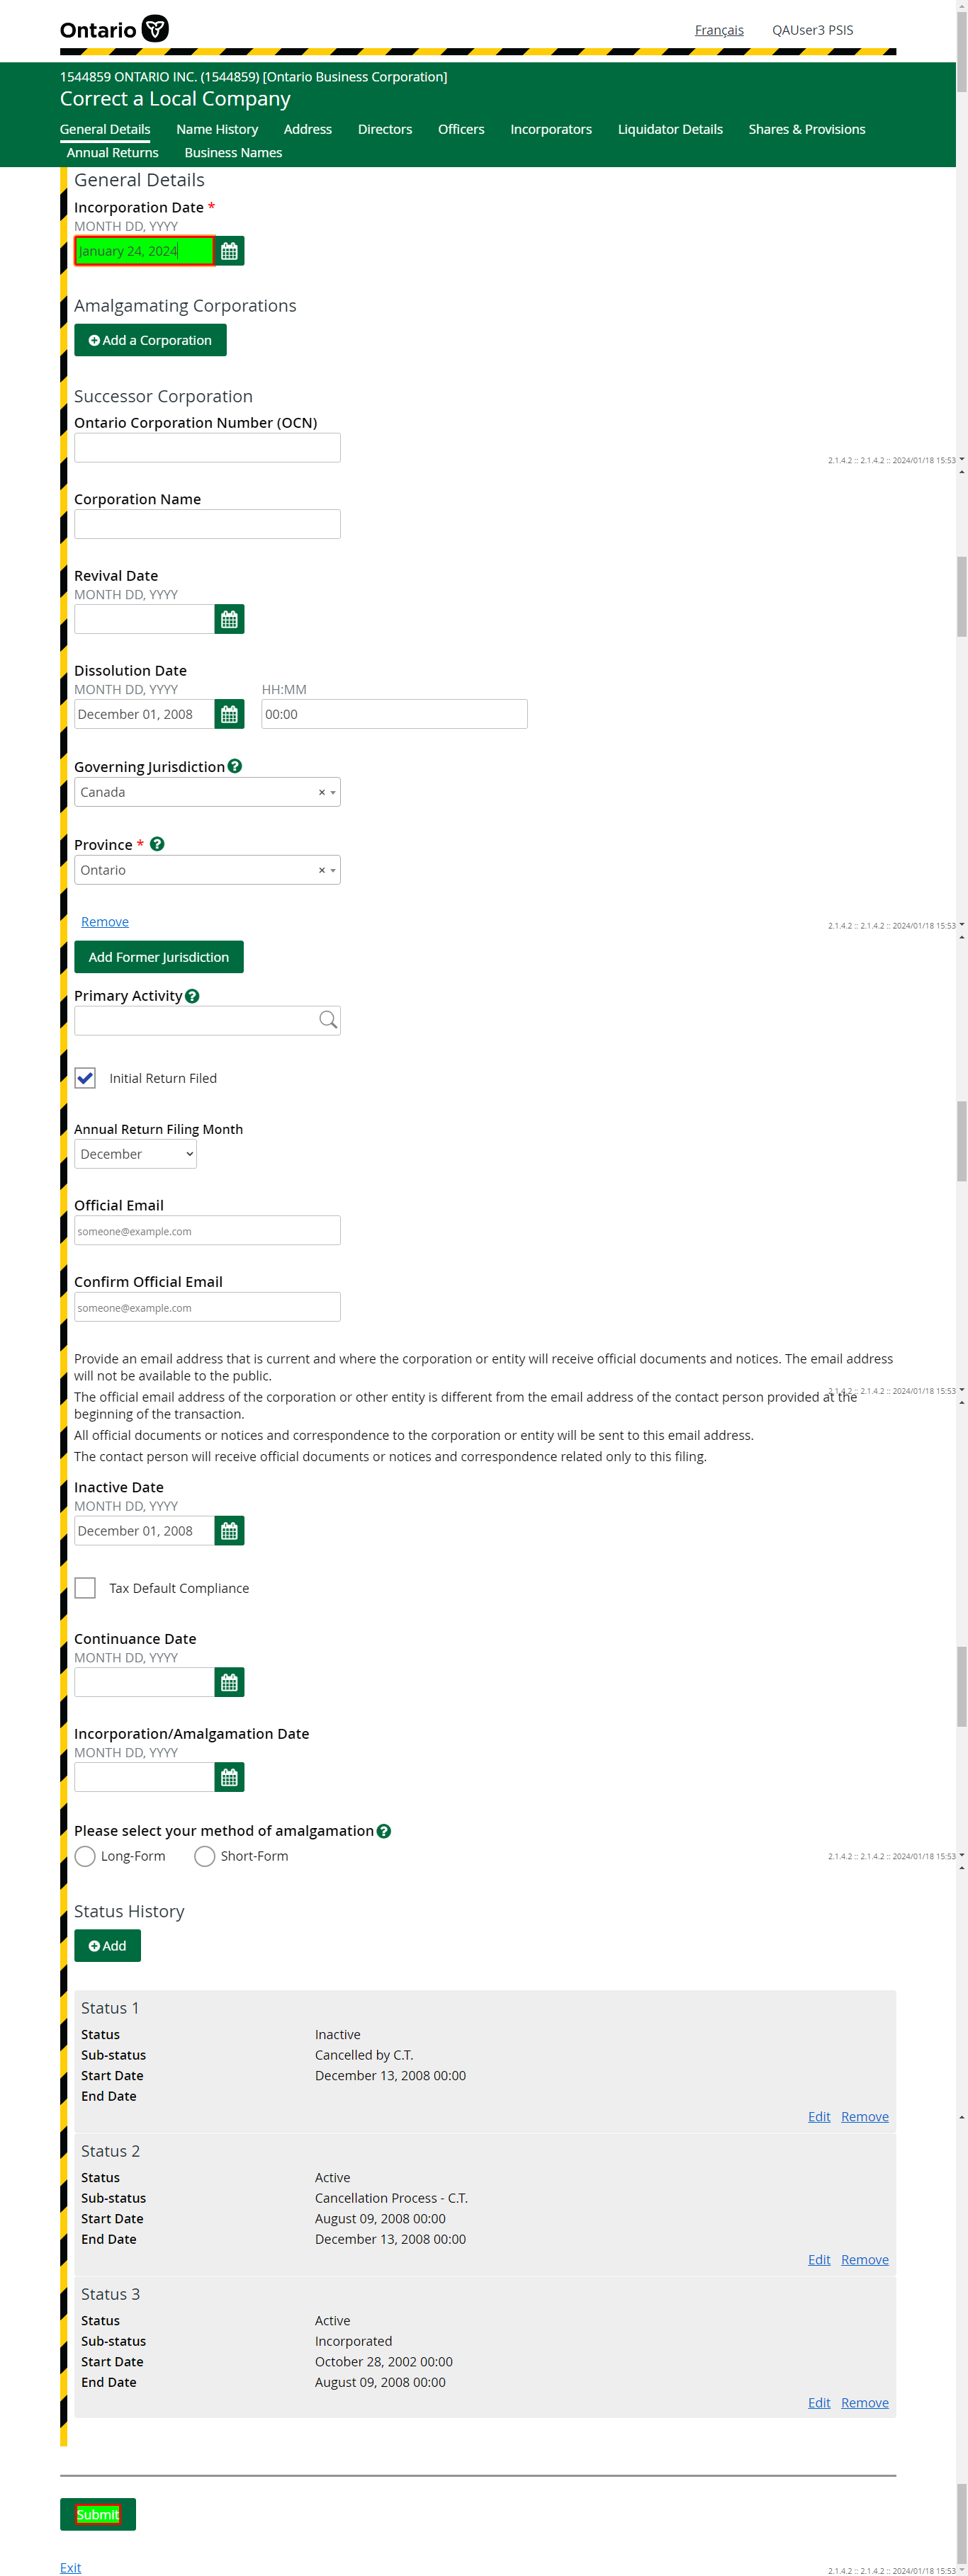 Ontario
Français
QAUser3 PSIS
1544859 ONTARIO INC. (1544859) [Ontario Business Corporation]
Correct a Local Company
General Details Name History Address Directors Officers Incorporators Liquidator Details Shares & Provisions
Annual Returns Business Names
General Details
Incorporation Date *
MONTH DD, YYYY
January 24, 2024
Amalgamating Corporations
Add a Corporation
Successor Corporation
Ontario Corporation Number (OCN)
2.1.4.2 :: 2.1.4.2 :: 2024/01/18 15:53
Corporation Name
Revival Date
MONTH DD, YYYY
Dissolution Date
MONTH DD, YYYY HH:MM
December 01, 2008 00:00
Governing Jurisdiction ?
Canada ×
Province * ?
Ontario ×
Remove
2.1.4.2 :: 2.1.4.2 :: 2024/01/18 15:53
Add Former Jurisdiction
Primary Activity ?
Initial Return Filed
Annual Return Filing Month
December
Official Email
someone@example.com
Confirm Official Email
someone@example.com
Provide an email address that is current and where the corporation or entity will receive official documents and notices. The email address
will not be available to the public.
2.1.4.2 :: 2.1.4.2 :: 2024/01/18 15:53
The official email address of the corporation or other entity is different from the email address of the contact person provided at the
beginning of the transaction.
All official documents or notices and correspondence to the corporation or entity will be sent to this email address.
The contact person will receive official documents or notices and correspondence related only to this filing.
Inactive Date
MONTH DD, YYYY
December 01, 2008
Tax Default Compliance
Continuance Date
MONTH DD, YYYY
Incorporation/Amalgamation Date
MONTH DD, YYYY
Please select your method of amalgamation ?
Long-Form Short-Form
2.1.4.2 :: 2.1.4.2 :: 2024/01/18 15:53
Status History
Add
Status 1
Status Inactive
Sub-status Cancelled by C.T.
Start Date December 13, 2008 00:00
End Date
Edit Remove
Status 2
Status Active
Sub-status Cancellation Process - C.T.
Start Date August 09, 2008 00:00
End Date December 13, 2008 00:00
Edit Remove
Status 3
Status Active
Sub-status Incorporated
Start Date October 28, 2002 00:00
End Date August 09, 2008 00:00
Edit Remove
Submit
Exit
2.1.4.2 :: 2.1.4.2 :: 2024/01/18 15:53